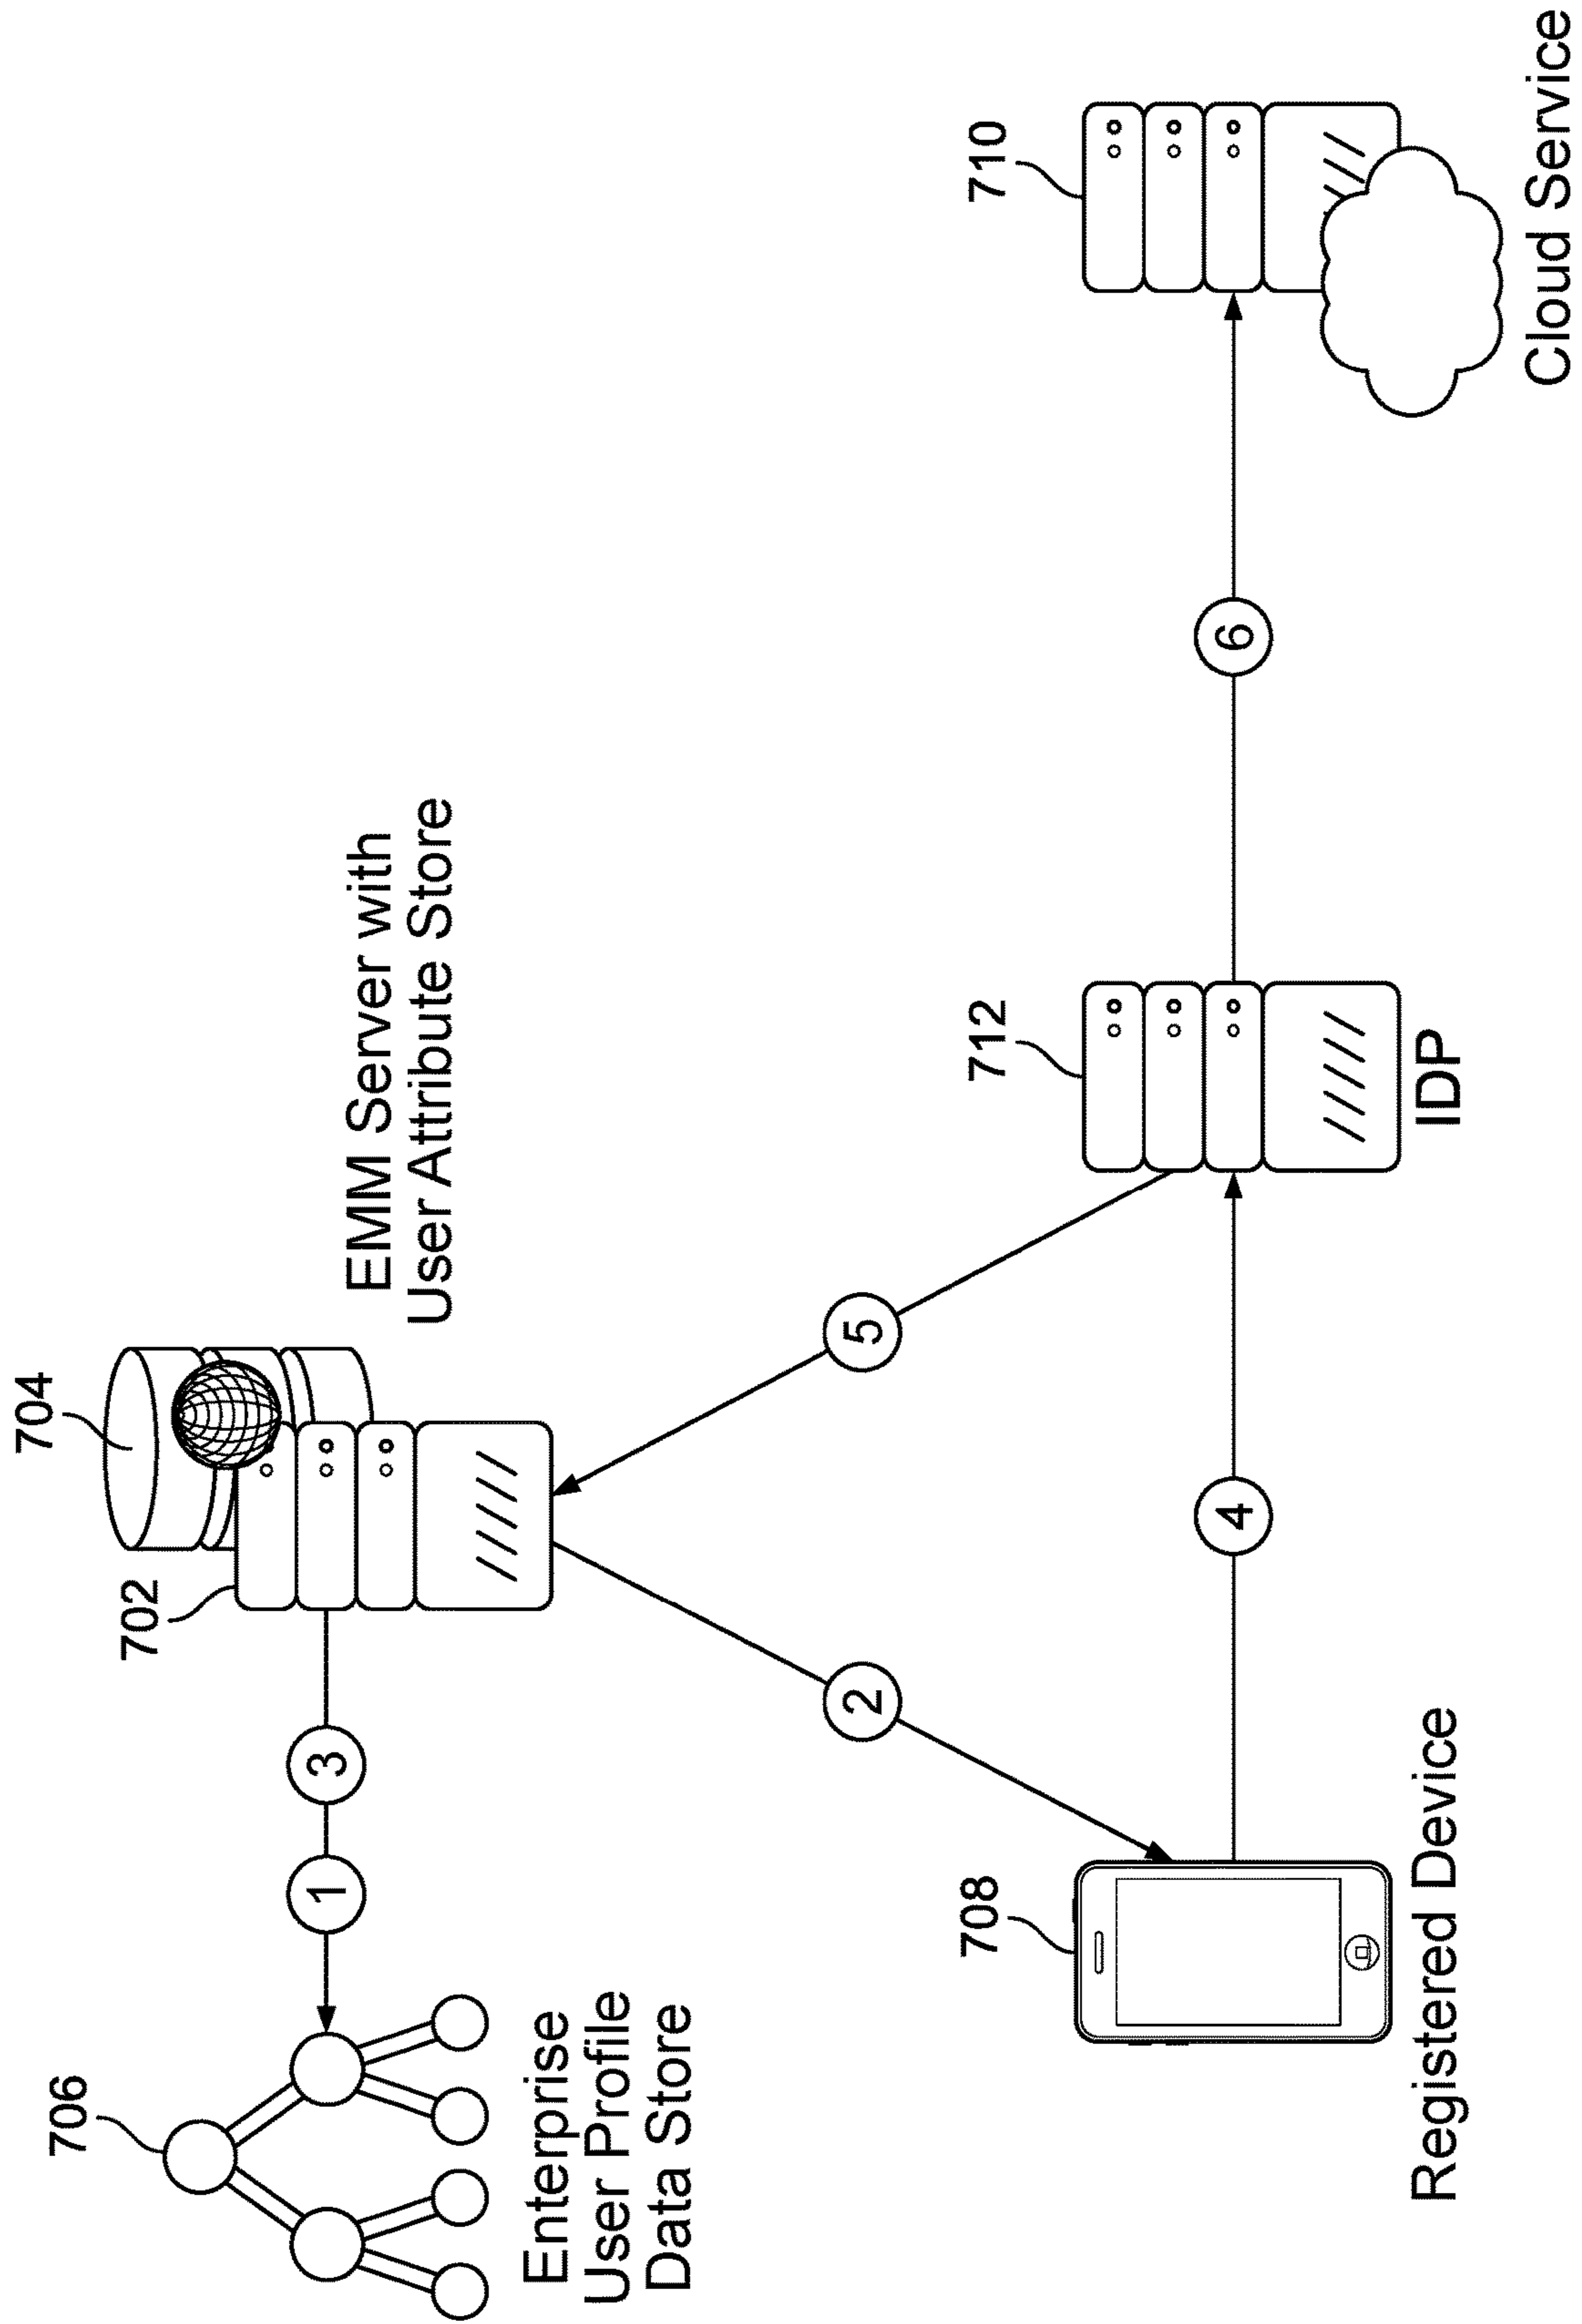 706
Enterprise
User Profile
Data Store
1
3
702
704
EMM Server with
User Attribute Store
2
5
708
Registered Device
4
712
IDP
6
710
Cloud Service